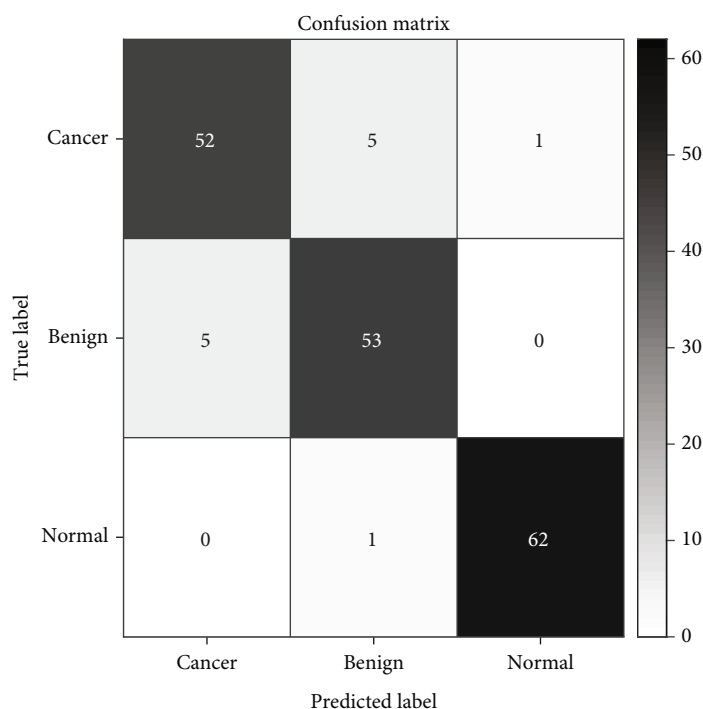 Confusion matrix
Cancer 52 5 1
Benign 5 53 0
Normal 0 1 62
Cancer Benign Normal
Predicted label
True label
60
50
40
30
20
10
0